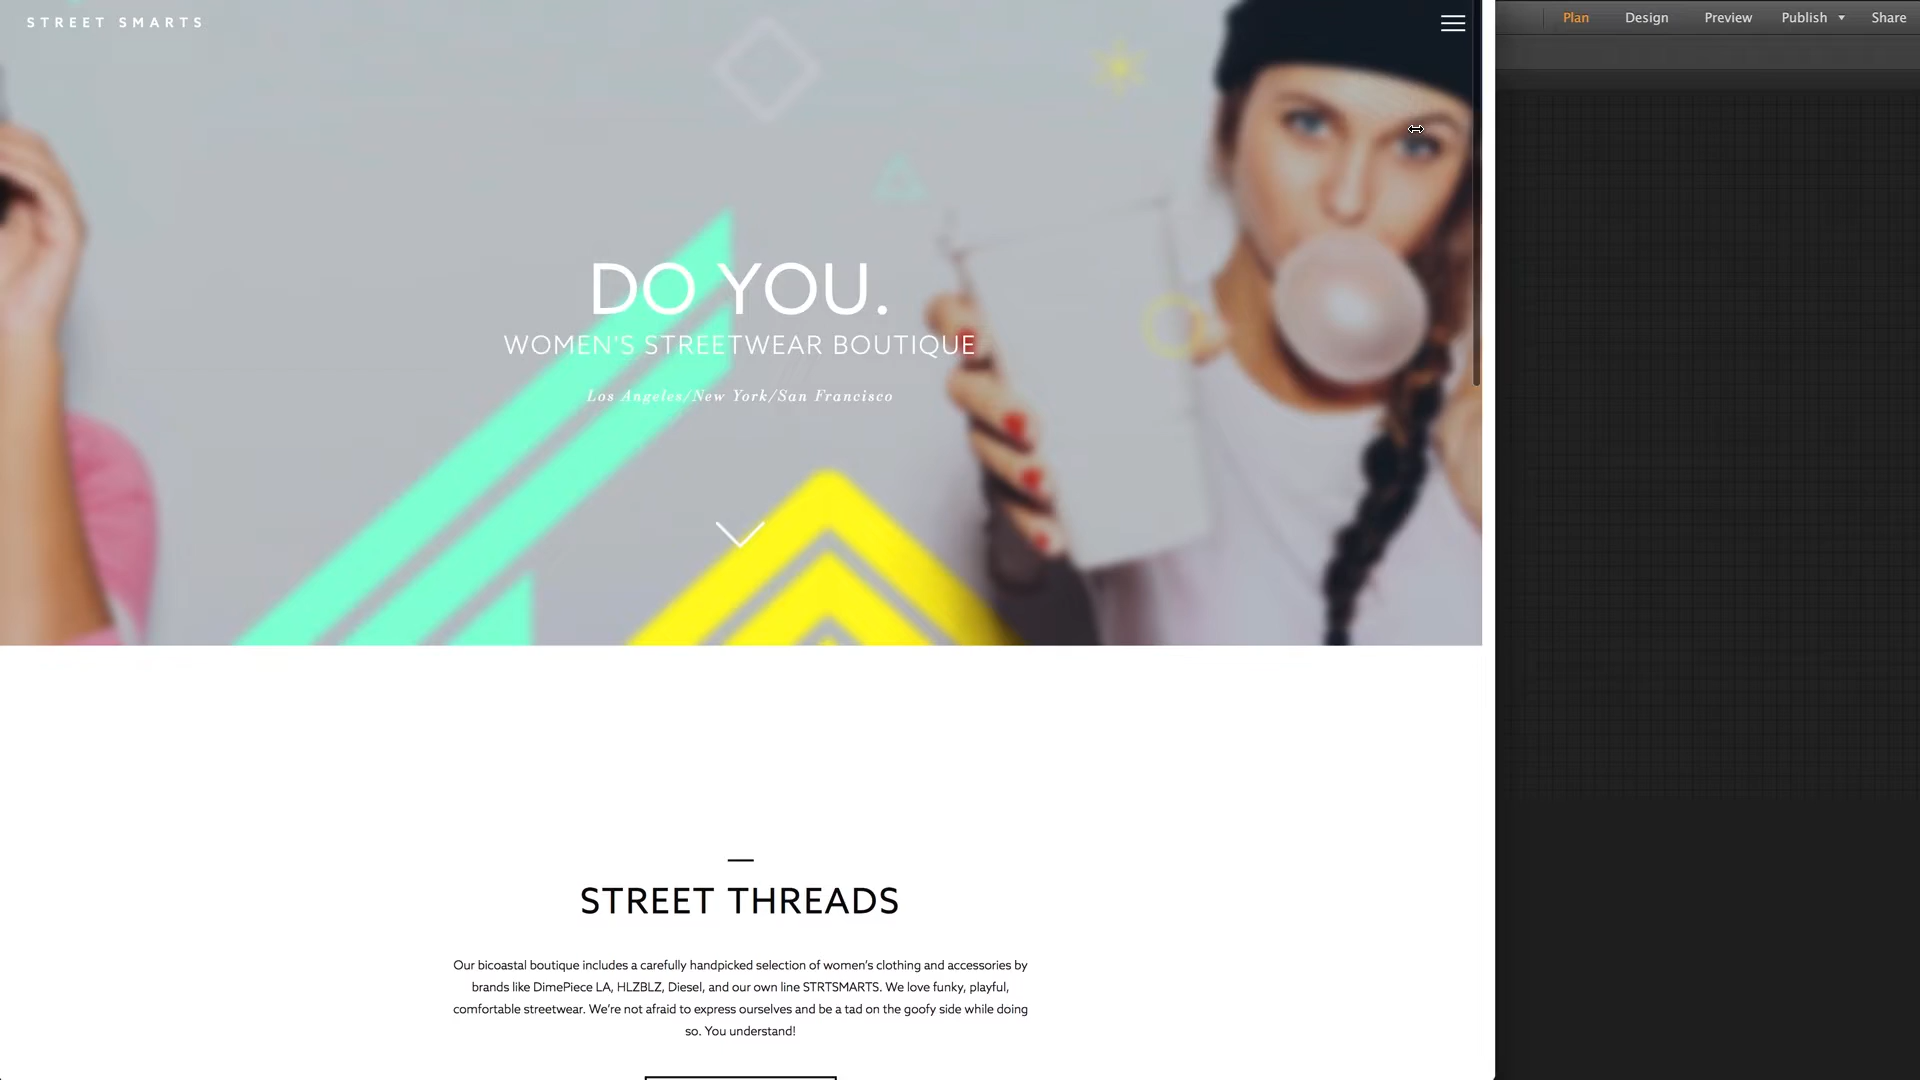 STREET SMARTS
Plan Design Preview Publish Share
DO YOU.
WOMEN'S STREETWEAR BOUTIQUE
Los Angeles/New York/San Francisco
STREET THREADS
Our bicoastal boutique includes a carefully handpicked selection of women's clothing and accessories by
brands like DimePiece LA, HLZBLZ, Diesel, and our own line STRTSMARTS. We love funky, playful,
comfortable streetwear. We're not afraid to express ourselves and be a tad on the goofy side while doing
so. You understand!